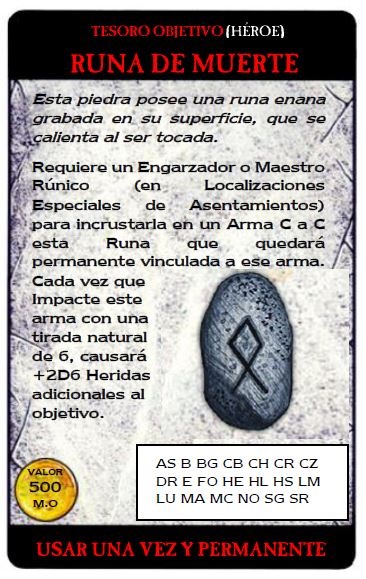 TESORO OBJETIVO (HÉROE)
RUNA DE MUERTE
Esta piedra posee una runa enana
grabada en su superficie, que se
calienta al ser tocada.
Requiere un Engarzador o Maestro
Rúnico (en Localizaciones
Especiales de Asentamientos)
para incrustarla en un Arma C a C
esta Runa que quedará
permanente vinculada a ese arma.
Cada vez que
Impacte este
arma con una
tirada natural
de 6, causará
+2D6 Heridas
adicionales al
objetivo.
VALOR
500
M.O
AS B BG CB CH CR CZ
DR E FO HE HL HS LM
LU MA MC NO SG SR
USAR UNA VEZ Y PERMANENTE